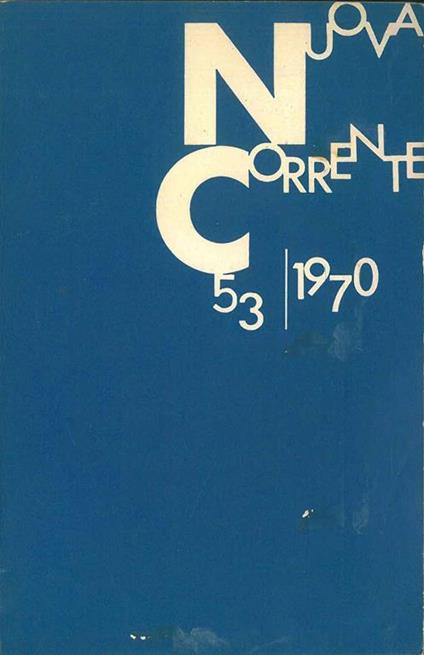 NUOVA
CORRENTE
53 | 1970